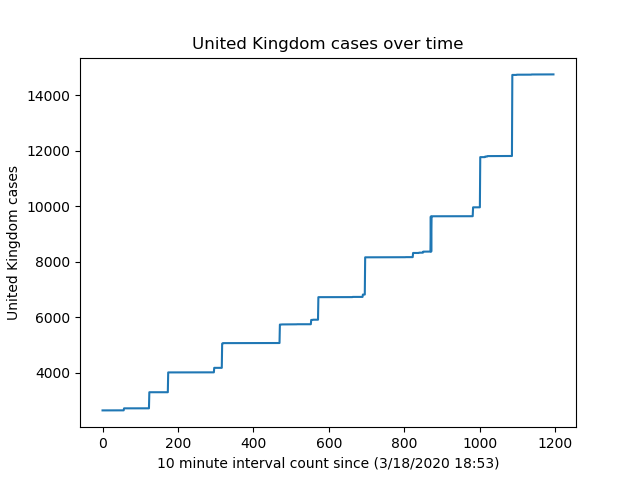 United Kingdom cases over time
14000
12000
10000
8000
6000
4000
United Kingdom cases
0 200 400 600 800 1000 1200
10 minute interval count since (3/18/2020 18:53)